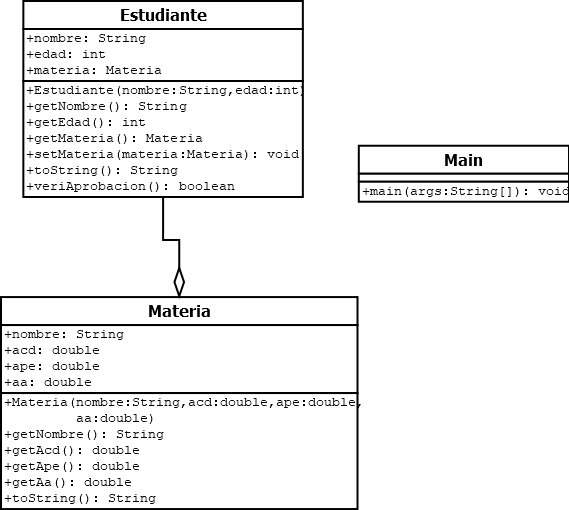 Estudiante
+nombre: String
+edad: int
+materia: Materia
+Estudiante(nombre:String,edad:int)
+getNombre(): String
+getEdad(): int
+getMateria(): Materia
+setMateria(materia:Materia): void
+toString(): String
+veriAprobacion(): boolean
Main
+main(args:String[]): void
Materia
+nombre: String
+acd: double
+ape: double
+aa: double
+Materia(nombre:String,acd:double,ape:double,
aa:double)
+getNombre(): String
+getAcd(): double
+getApe(): double
+getAa(): double
+toString(): String